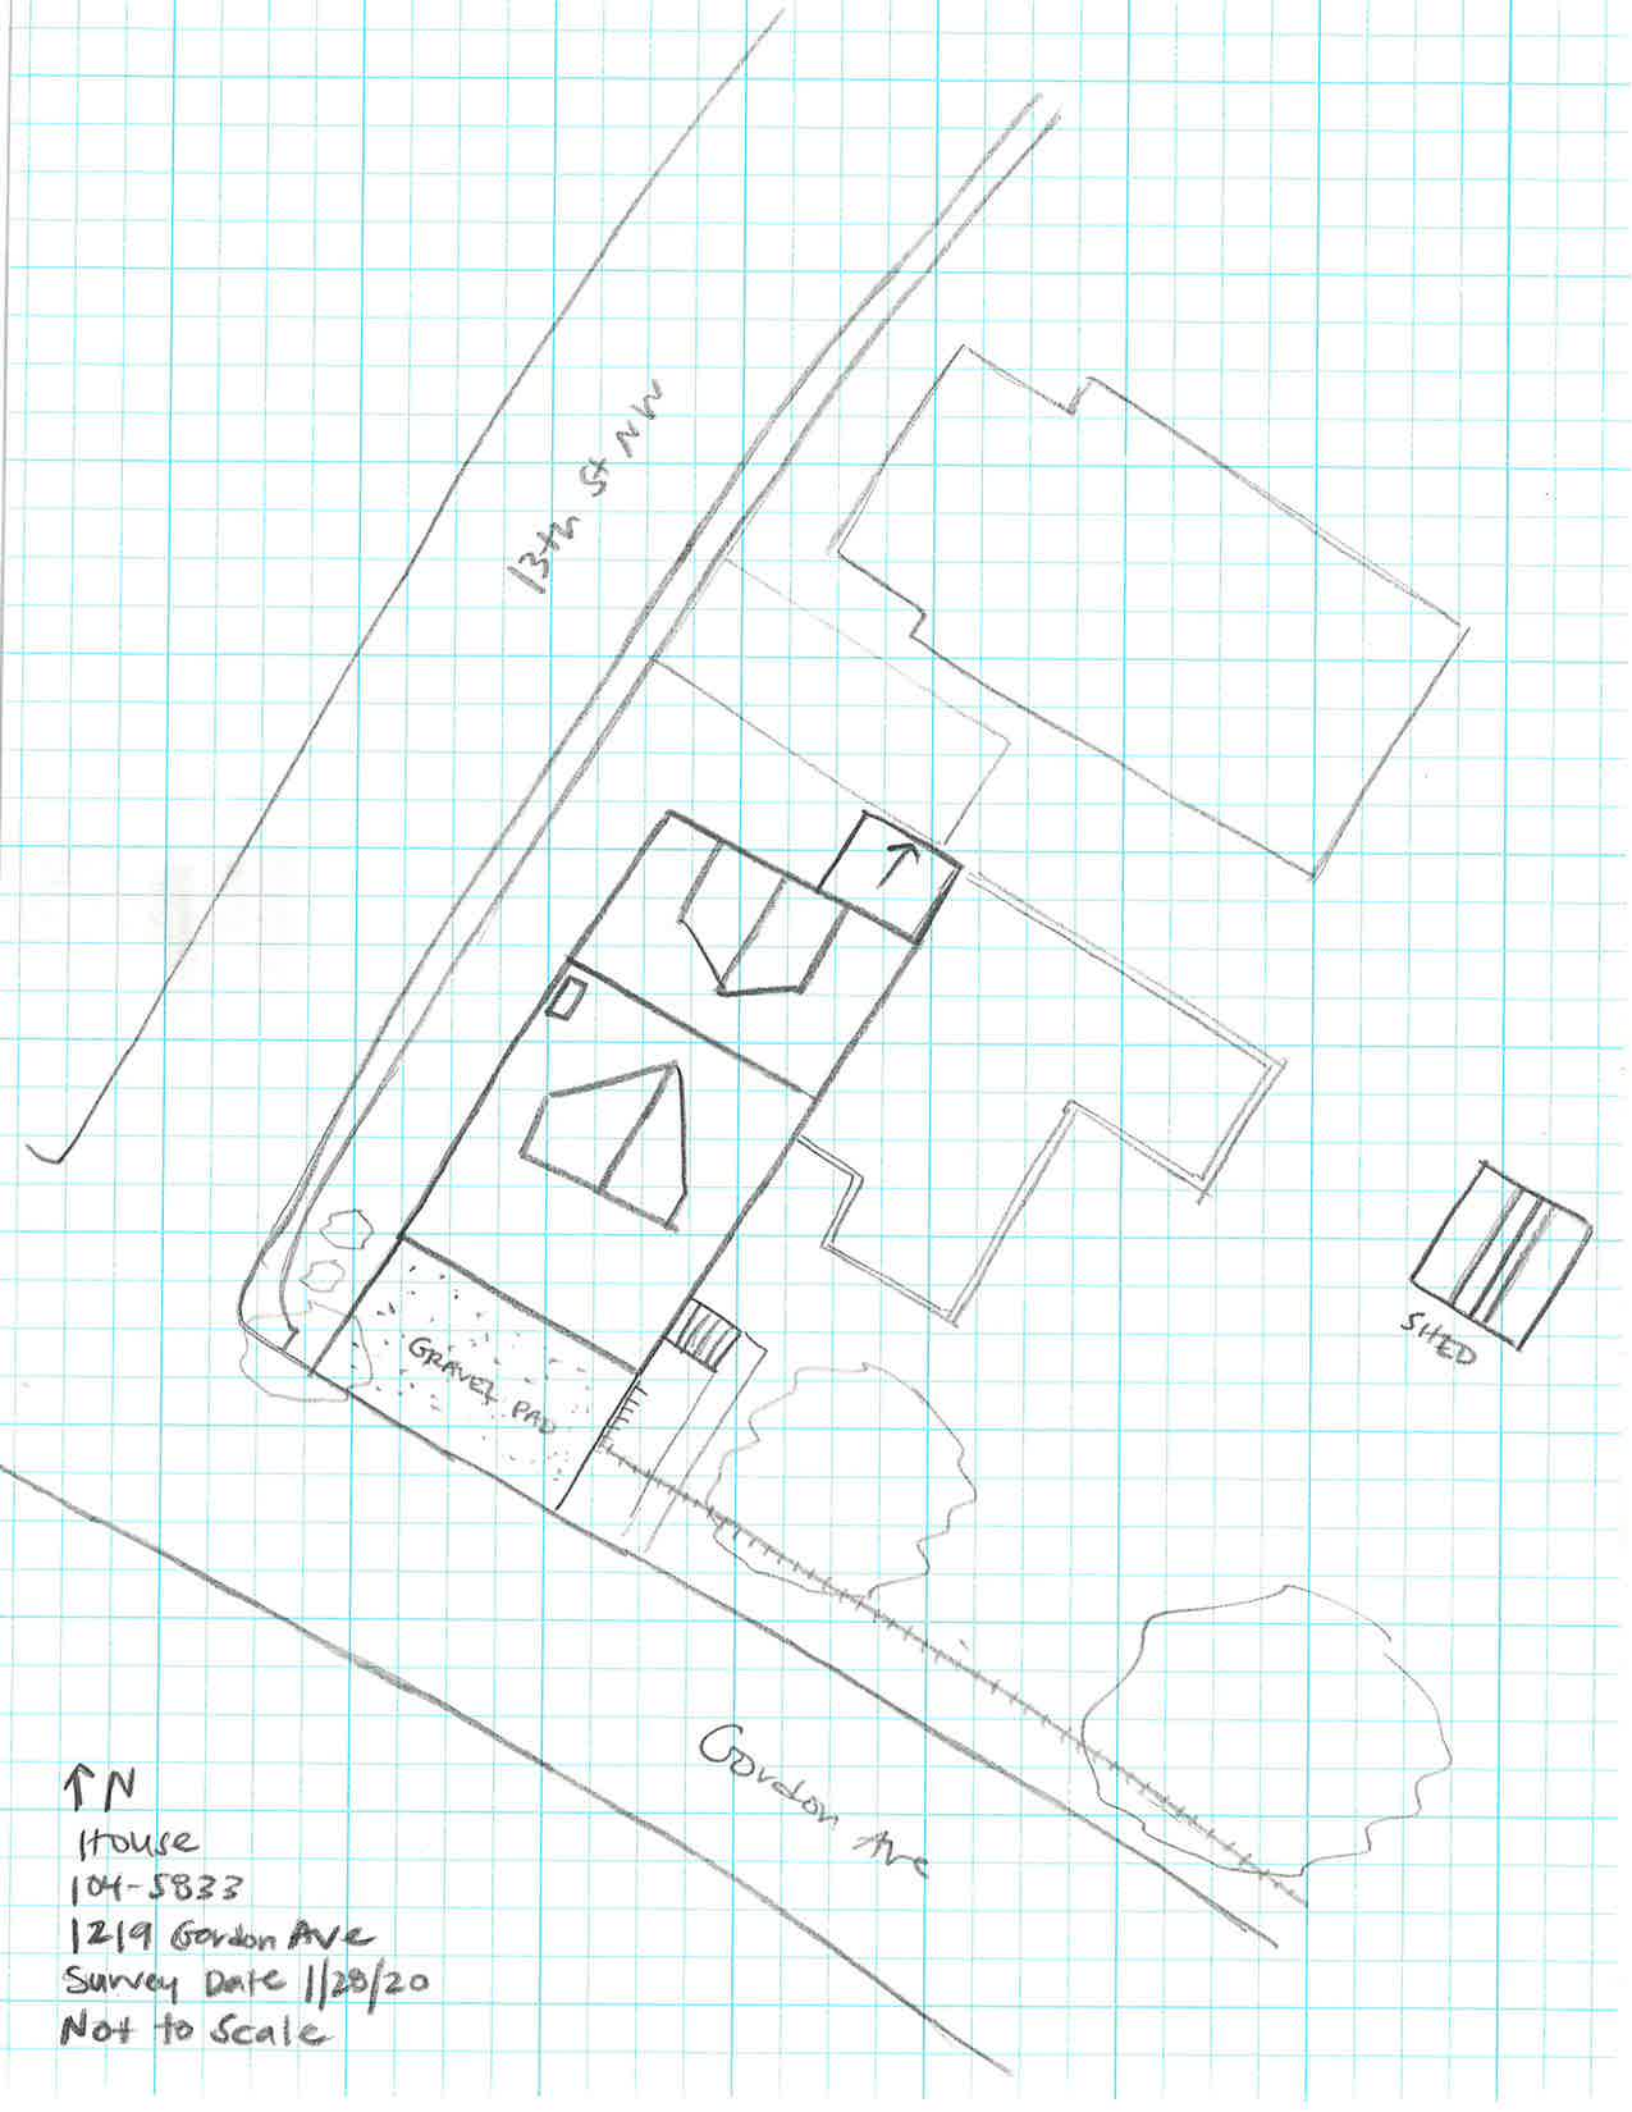 13th St NW
SHED
GRAVEL PAD
Gordon Ave
↑N
House
104-5833
1219 Gordon Ave
Survey Date 1/28/20
Not to Scale